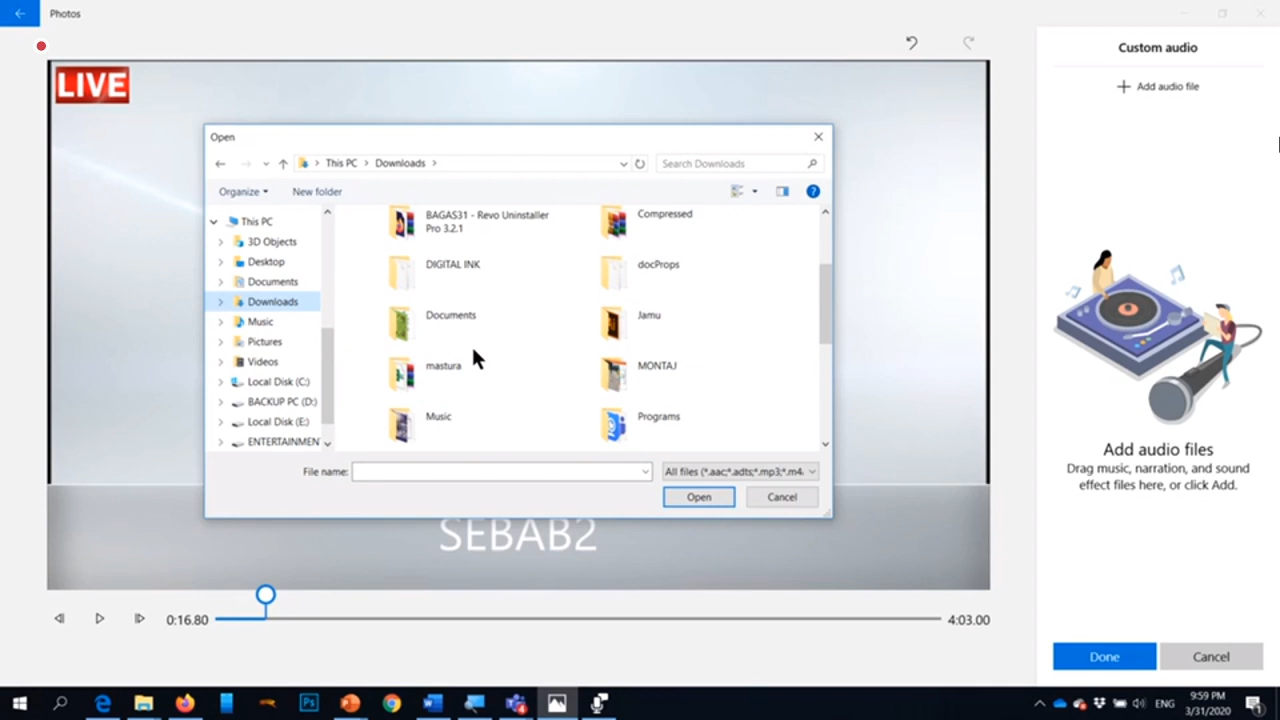 Photos
Custom audio
Add audio file
LIVE
Open
This PC
Downloads
Search Downloads
Organize
New folder
This PC
3D Objects
Desktop
Documents
Downloads
Music
Pictures
Videos
Local Disk (C:)
BACKUP PC (D:)
Local Disk (E:)
ENTERTAINMEN
BAGAS31 - Revo Uninstaller
Pro 3.2.1
Compressed
DIGITAL INK
docProps
Documents
Jamu
mastura
MONTAJ
Music
Programs
File name:
All files (*.aac;*.adts;*.mp3;*.m4.
Open
Cancel
SEBAB2
0:16.80
4:03.00
Add audio files
Drag music, narration, and sound
effect files here, or click Add.
Done
Cancel
ENG
9:59 PM
3/31/2020